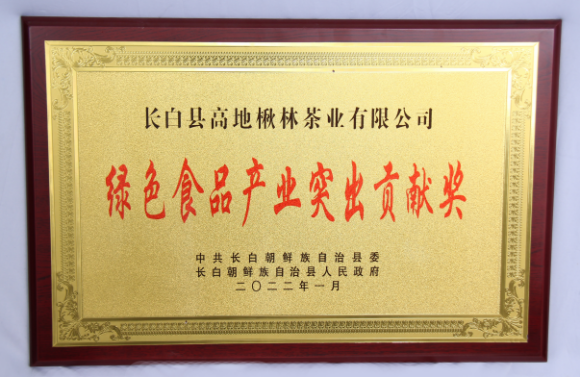 长白县高地楸林茶业有限公司
绿色食品产业突出贡献奖
中共长白朝鲜族自治县委
长白朝鲜族自治县人民政府
二〇二二年一月